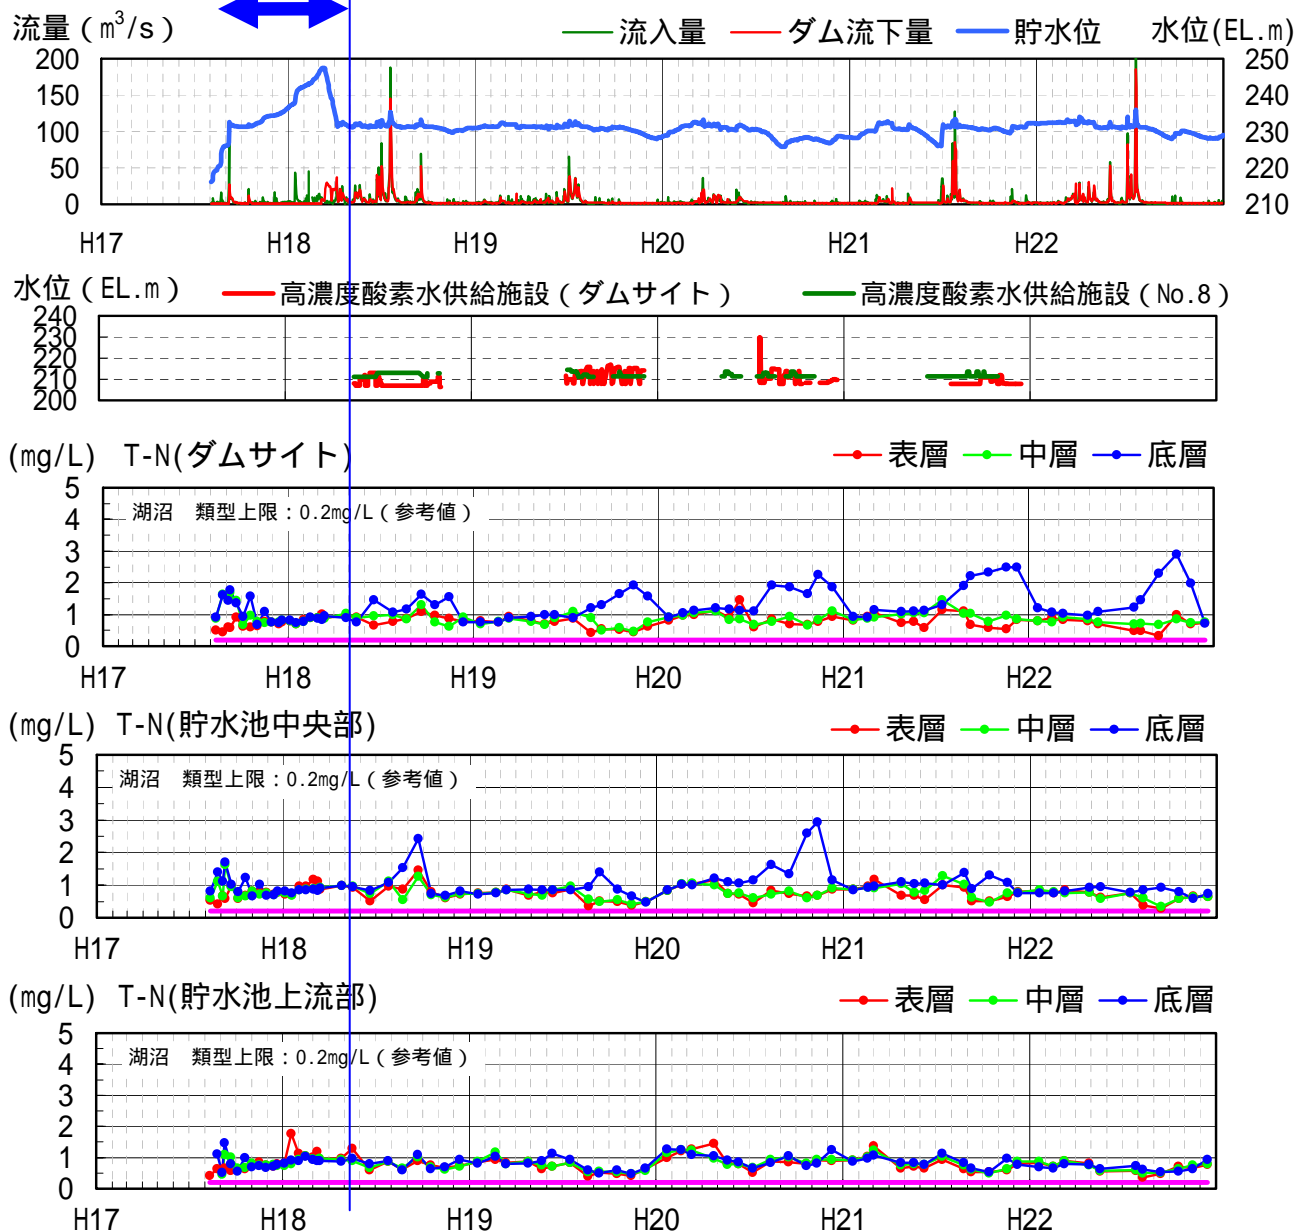 流量（m³/s） 流入量 ダム流下量 貯水位 水位(EL.m)
200 250
150 240
100 230
50 220
0 210
H17 H18 H19 H20 H21 H22
水位（EL.m） 高濃度酸素水供給施設（ダムサイト） 高濃度酸素水供給施設（No.8）
240
230
220
210
200
(mg/L) T-N(ダムサイト) 表層 中層 底層
5
湖沼 類型上限：0.2mg/L（参考値）
4
3
2
1
0
H17 H18 H19 H20 H21 H22
(mg/L) T-N(貯水池中央部) 表層 中層 底層
5
湖沼 類型上限：0.2mg/L（参考値）
4
3
2
1
0
H17 H18 H19 H20 H21 H22
(mg/L) T-N(貯水池上流部) 表層 中層 底層
5
湖沼 類型上限：0.2mg/L（参考値）
4
3
2
1
0
H17 H18 H19 H20 H21 H22